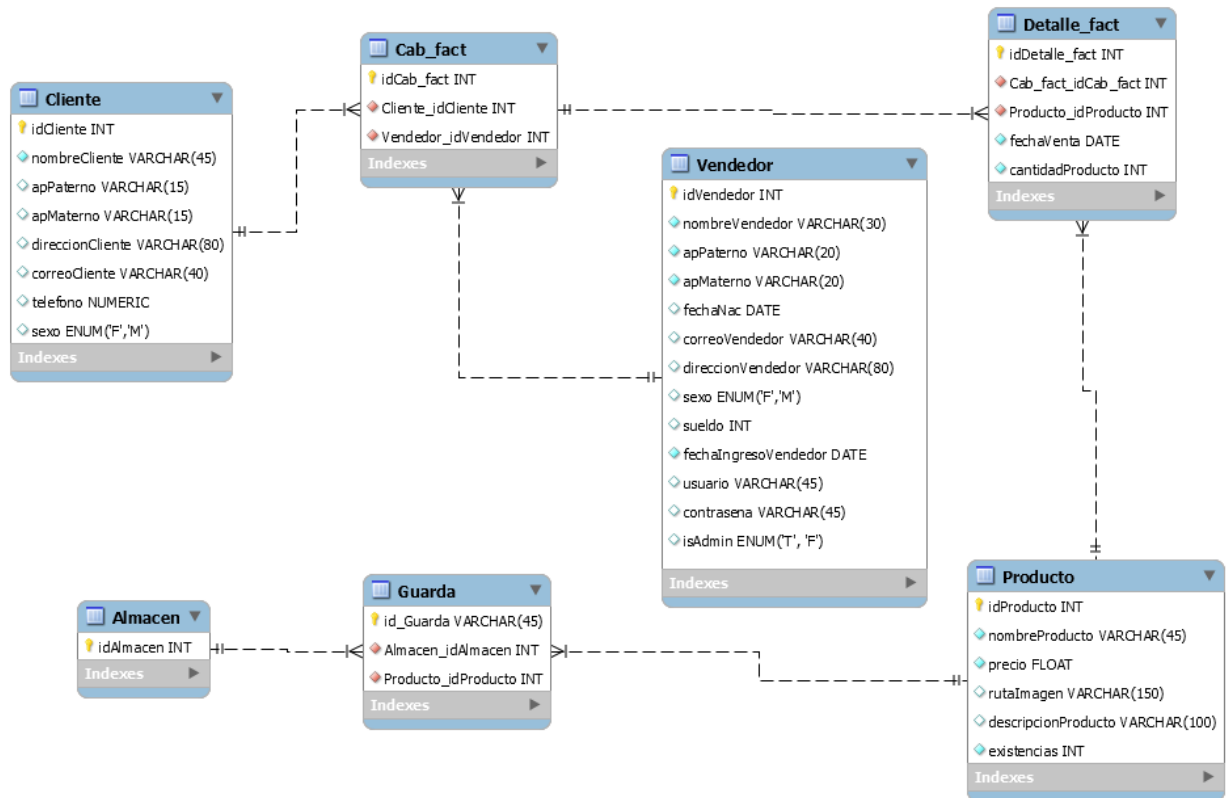 Cliente
idCliente INT
nombreCliente VARCHAR(45)
apPaterno VARCHAR(15)
apMaterno VARCHAR(15)
direccionCliente VARCHAR(80)
correoCliente VARCHAR(40)
telefono NUMERIC
sexo ENUM('F','M')
Indexes
Cab_fact
idCab_fact INT
Cliente_idCliente INT
Vendedor_idVendedor INT
Indexes
Detalle_fact
idDetalle_fact INT
Cab_fact_idCab_fact INT
Producto_idProducto INT
fechaVenta DATE
cantidadProducto INT
Indexes
Vendedor
idVendedor INT
nombreVendedor VARCHAR(30)
apPaterno VARCHAR(20)
apMaterno VARCHAR(20)
fechaNac DATE
correoVendedor VARCHAR(40)
direccionVendedor VARCHAR(80)
sexo ENUM('F','M')
sueldo INT
fechaIngresoVendedor DATE
usuario VARCHAR(45)
contrasena VARCHAR(45)
isAdmin ENUM('T', 'F')
Indexes
Almacen
idAlmacen INT
Indexes
Guarda
id_Guarda VARCHAR(45)
Almacen_idAlmacen INT
Producto_idProducto INT
Indexes
Producto
idProducto INT
nombreProducto VARCHAR(45)
precio FLOAT
rutaImagen VARCHAR(150)
descripcionProducto VARCHAR(100)
existencias INT
Indexes